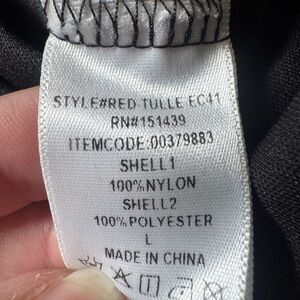 STYLE#RED TULLE EC41
RN#151439
ITEMCODE:00379883
SHELL1
100%NYLON
SHELL2
100%POLYESTER
L
MADE IN CHINA